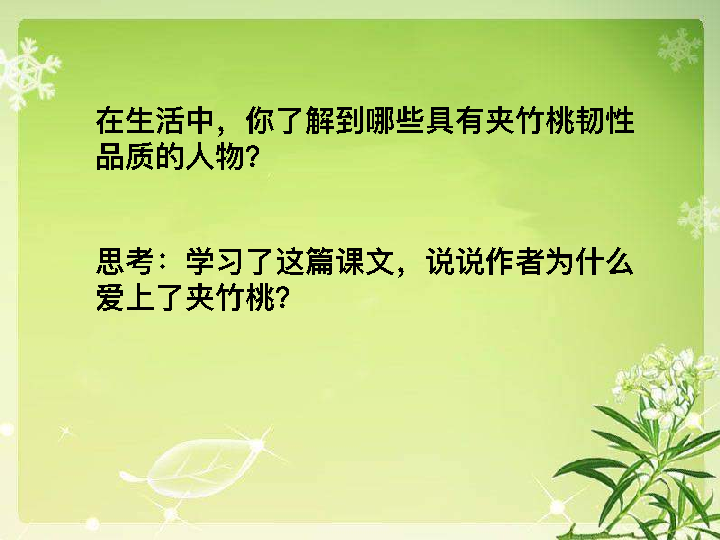 在生活中，你了解到哪些具有夹竹桃韧性
品质的人物？
思考：学习了这篇课文，说说作者为什么
爱上了夹竹桃？